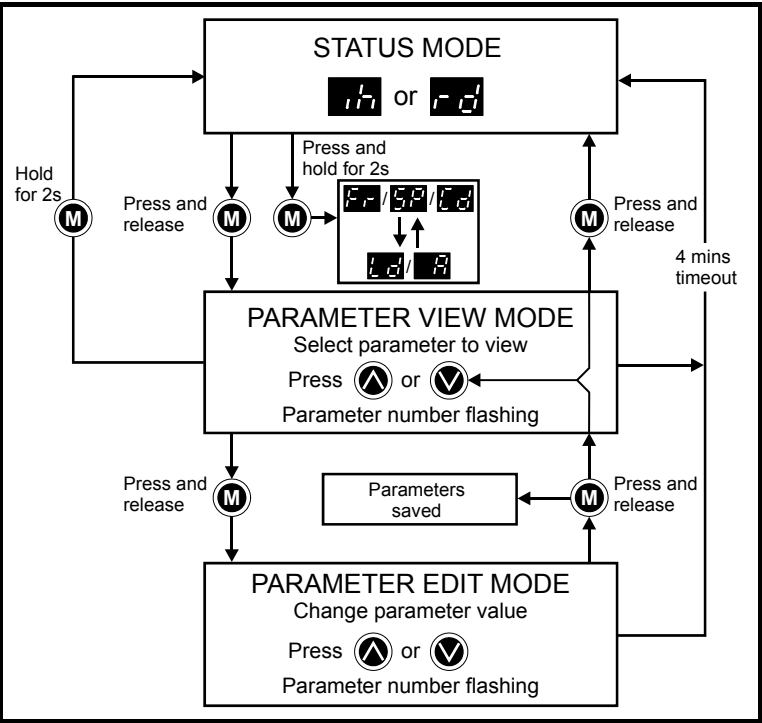 STATUS MODE
ih or rd
Press and
hold for 2s
Hold
for 2s
M
Press and
release
M
M
Fr/SP/Cd
Ld/ A
M
Press and
release
4 mins
timeout
PARAMETER VIEW MODE
Select parameter to view
Press or
Parameter number flashing
Press and
release
M
Parameters
saved
M
Press and
release
PARAMETER EDIT MODE
Change parameter value
Press or
Parameter number flashing